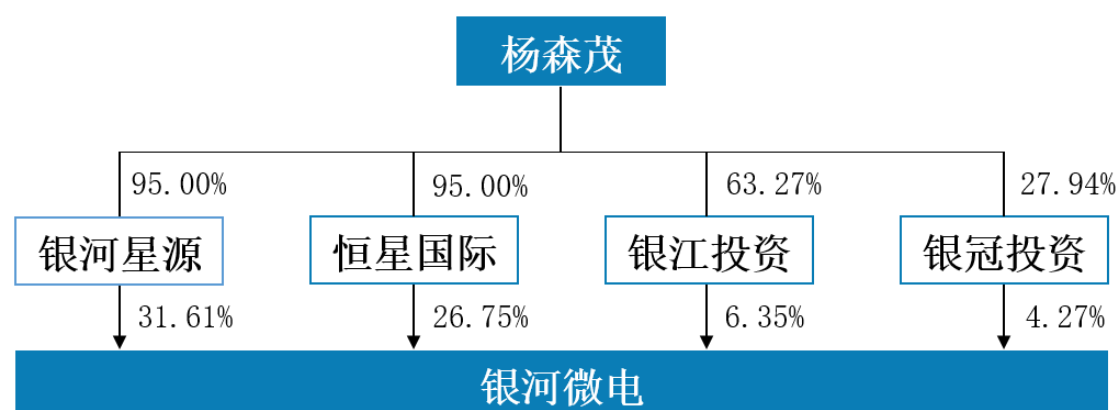 杨森茂
95.00%
95.00%
63.27%
27.94%
银河星源
恒星国际
银江投资
银冠投资
31.61%
26.75%
6.35%
4.27%
银河微电